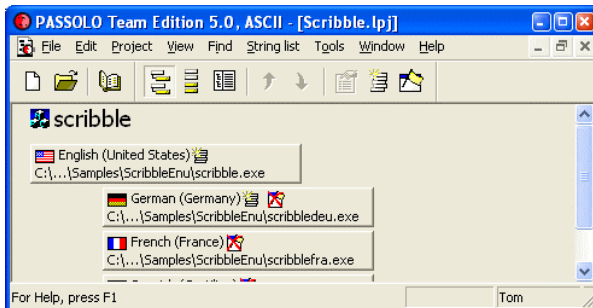 PASSOLO Team Edition 5.0, ASCII - [Scribble.lpj]
File Edit Project View Find String list Tools Window Help
scribble
English (United States)
C:\...\Samples\ScribbleEnu\scribble.exe
German (Germany)
C:\...\Samples\ScribbleEnu\scribbledeu.exe
French (France)
C:\...\Samples\ScribbleEnu\scribblefra.exe
For Help, press F1
Tom